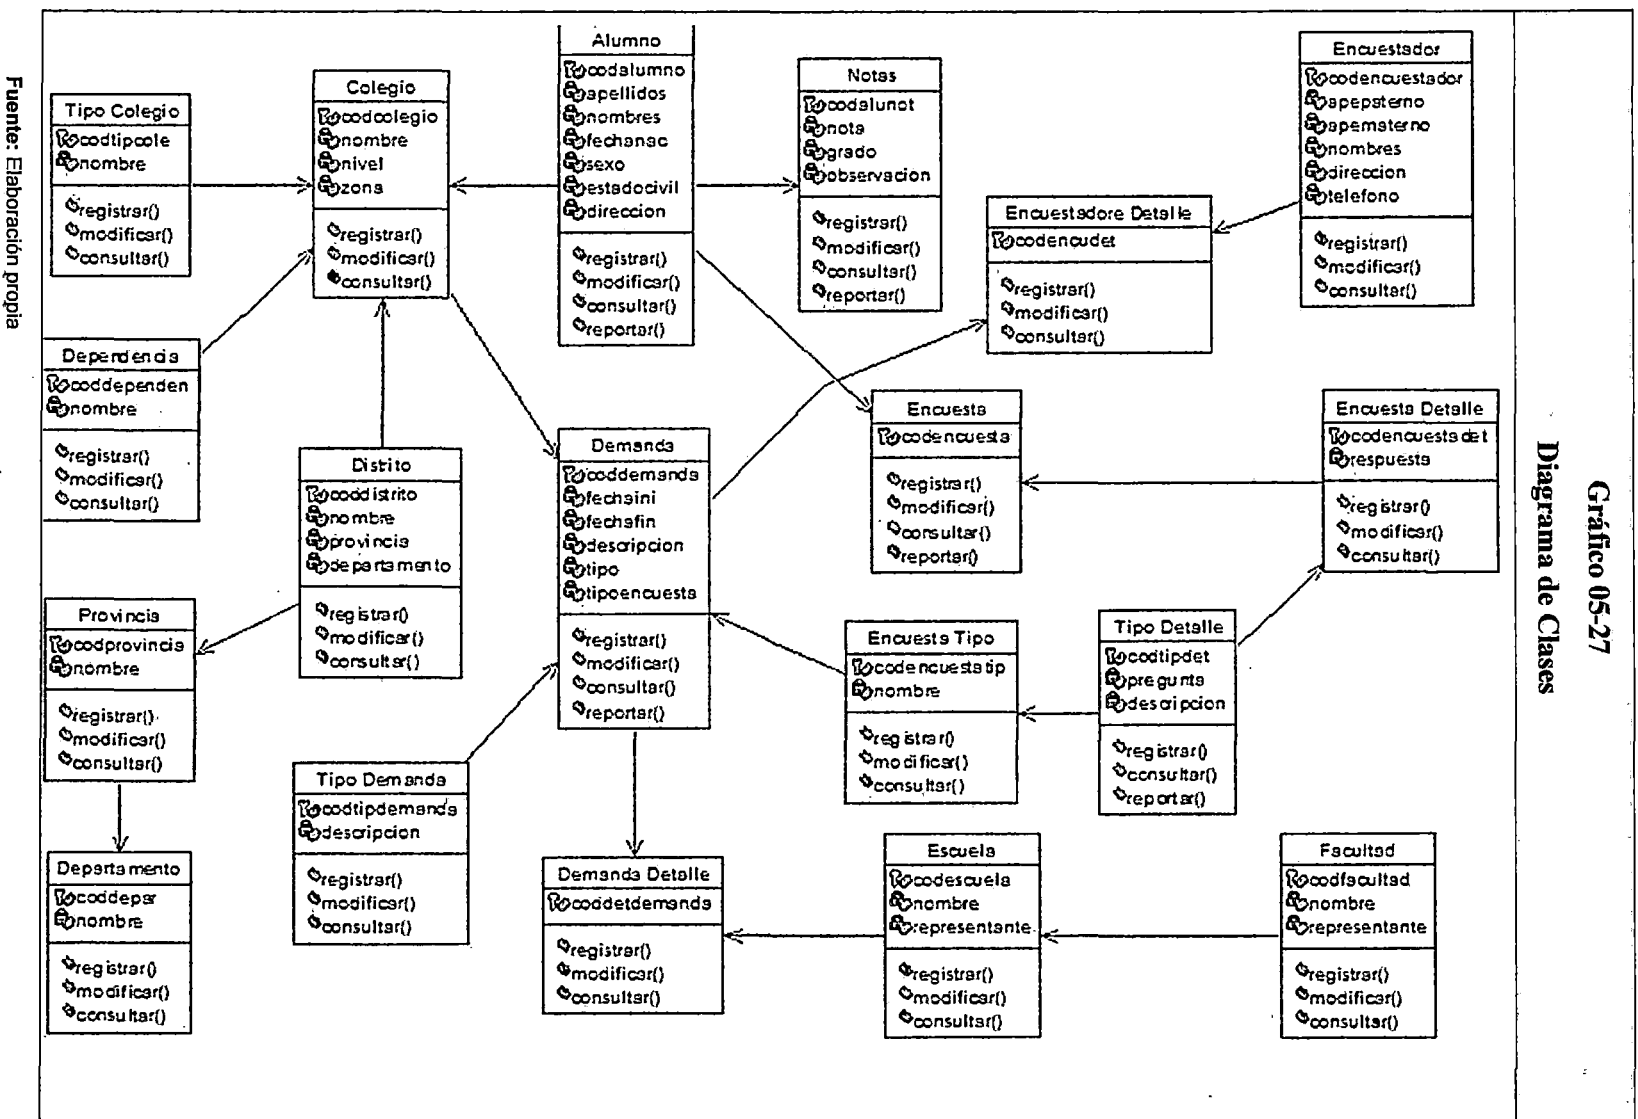 Gráfico 05-27
Diagrama de Clases
Tipo Colegio
codtipcole
nombre
registrar()
modificar()
consultar()
Colegio
codcolegio
nombre
nivel
zona
registrar()
modificar()
consultar()
Alumno
codalumno
apellidos
nombres
fechanac
sexo
estadocivil
direccion
registrar()
modificar()
consultar()
reportar()
Notas
codalunot
nota
grado
observacion
registrar()
modificar()
consultar()
reportar()
Encuestadore Detalle
codencudet
registrar()
modificar()
consultar()
Encuestador
codencuestador
apepaterno
apematerno
nombres
direccion
telefono
registrar()
modificar()
consultar()
Dependencia
coddependen
nombre
registrar()
modificar()
consultar()
Distrito
coddistrito
nombre
provincia
departamento
registrar()
modificar()
consultar()
Demanda
coddemanda
fechaini
fechafin
descripcion
tipo
tipoencuesta
registrar()
modificar()
consultar()
reportar()
Encuesta
codencuesta
registrar()
modificar()
consultar()
reportar()
Encuesta Detalle
codencuestadet
respuesta
registrar()
modificar()
consultar()
Provincia
codprovincia
nombre
registrar()
modificar()
consultar()
Encuesta Tipo
codencuestatip
nombre
registrar()
modificar()
consultar()
Tipo Detalle
codtipdet
pregunta
descripcion
registrar()
consultar()
reportar()
Tipo Demanda
codtipdemanda
descripcion
registrar()
modificar()
consultar()
Departamento
coddepar
nombre
registrar()
modificar()
consultar()
Demanda Detalle
coddetdemanda
registrar()
modificar()
consultar()
Escuela
codescuela
nombre
representante
registrar()
modificar()
consultar()
Facultad
codfacultad
nombre
representante
registrar()
modificar()
consultar()
Fuente: Elaboración propia